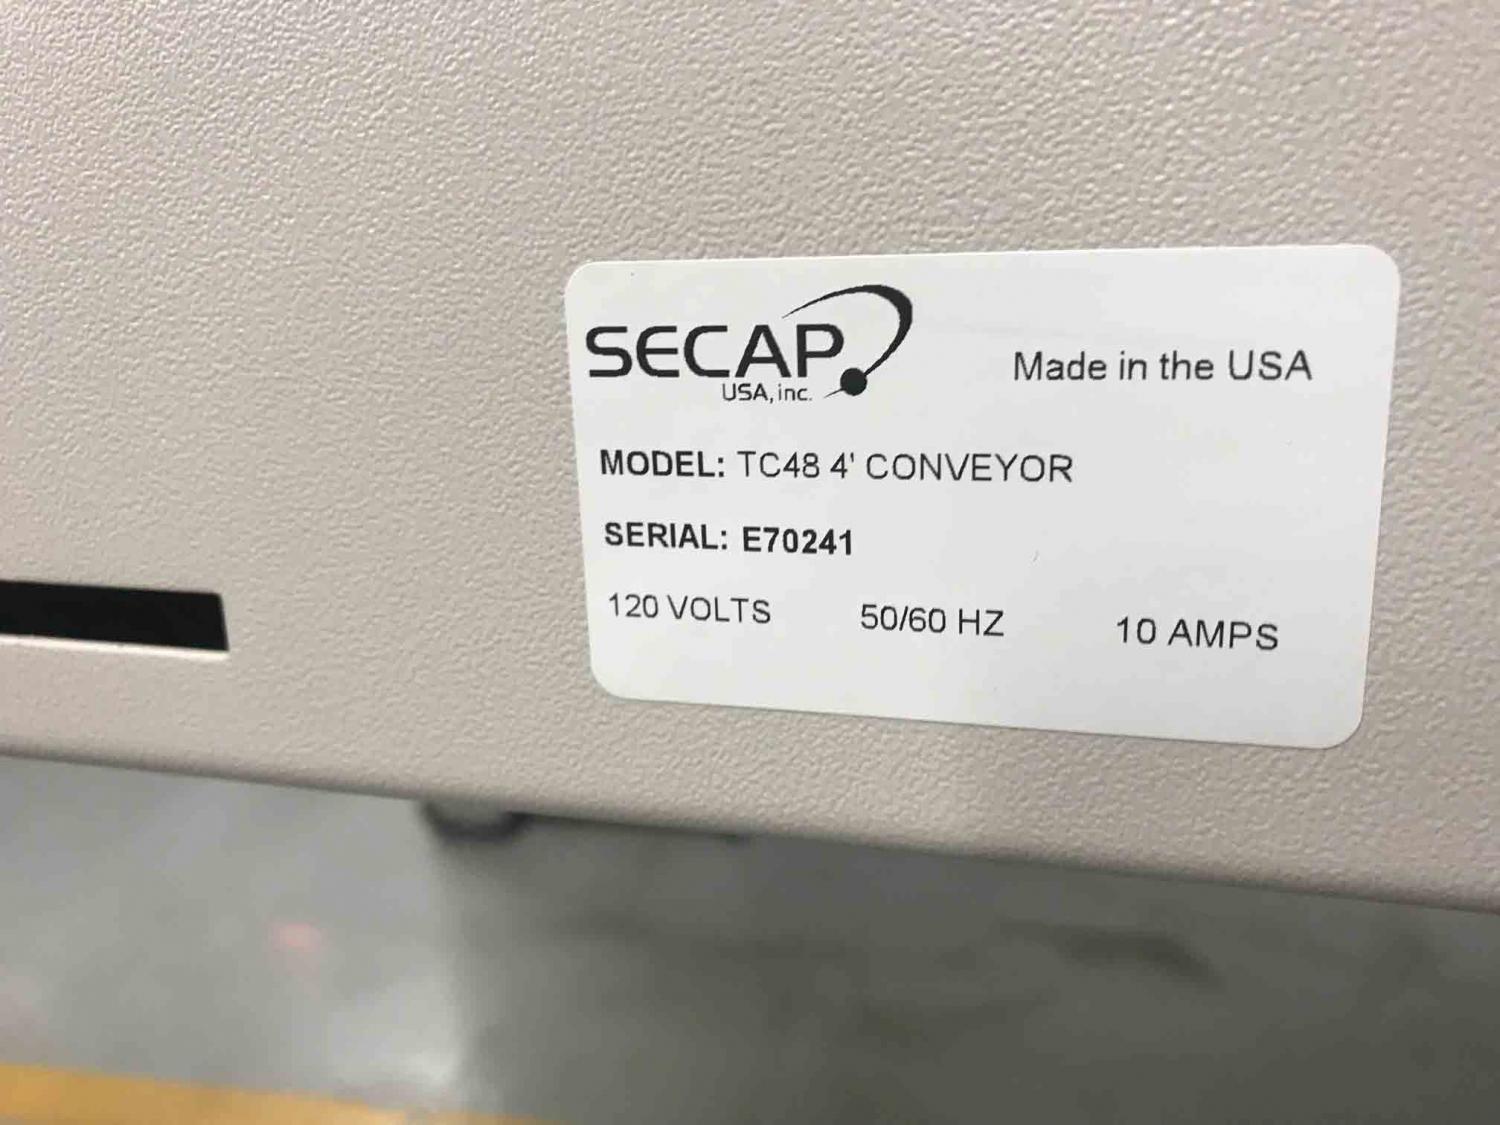 SECAP
USA, inc.
Made in the USA
MODEL: TC48 4' CONVEYOR
SERIAL: E70241
120 VOLTS 50/60 HZ 10 AMPS